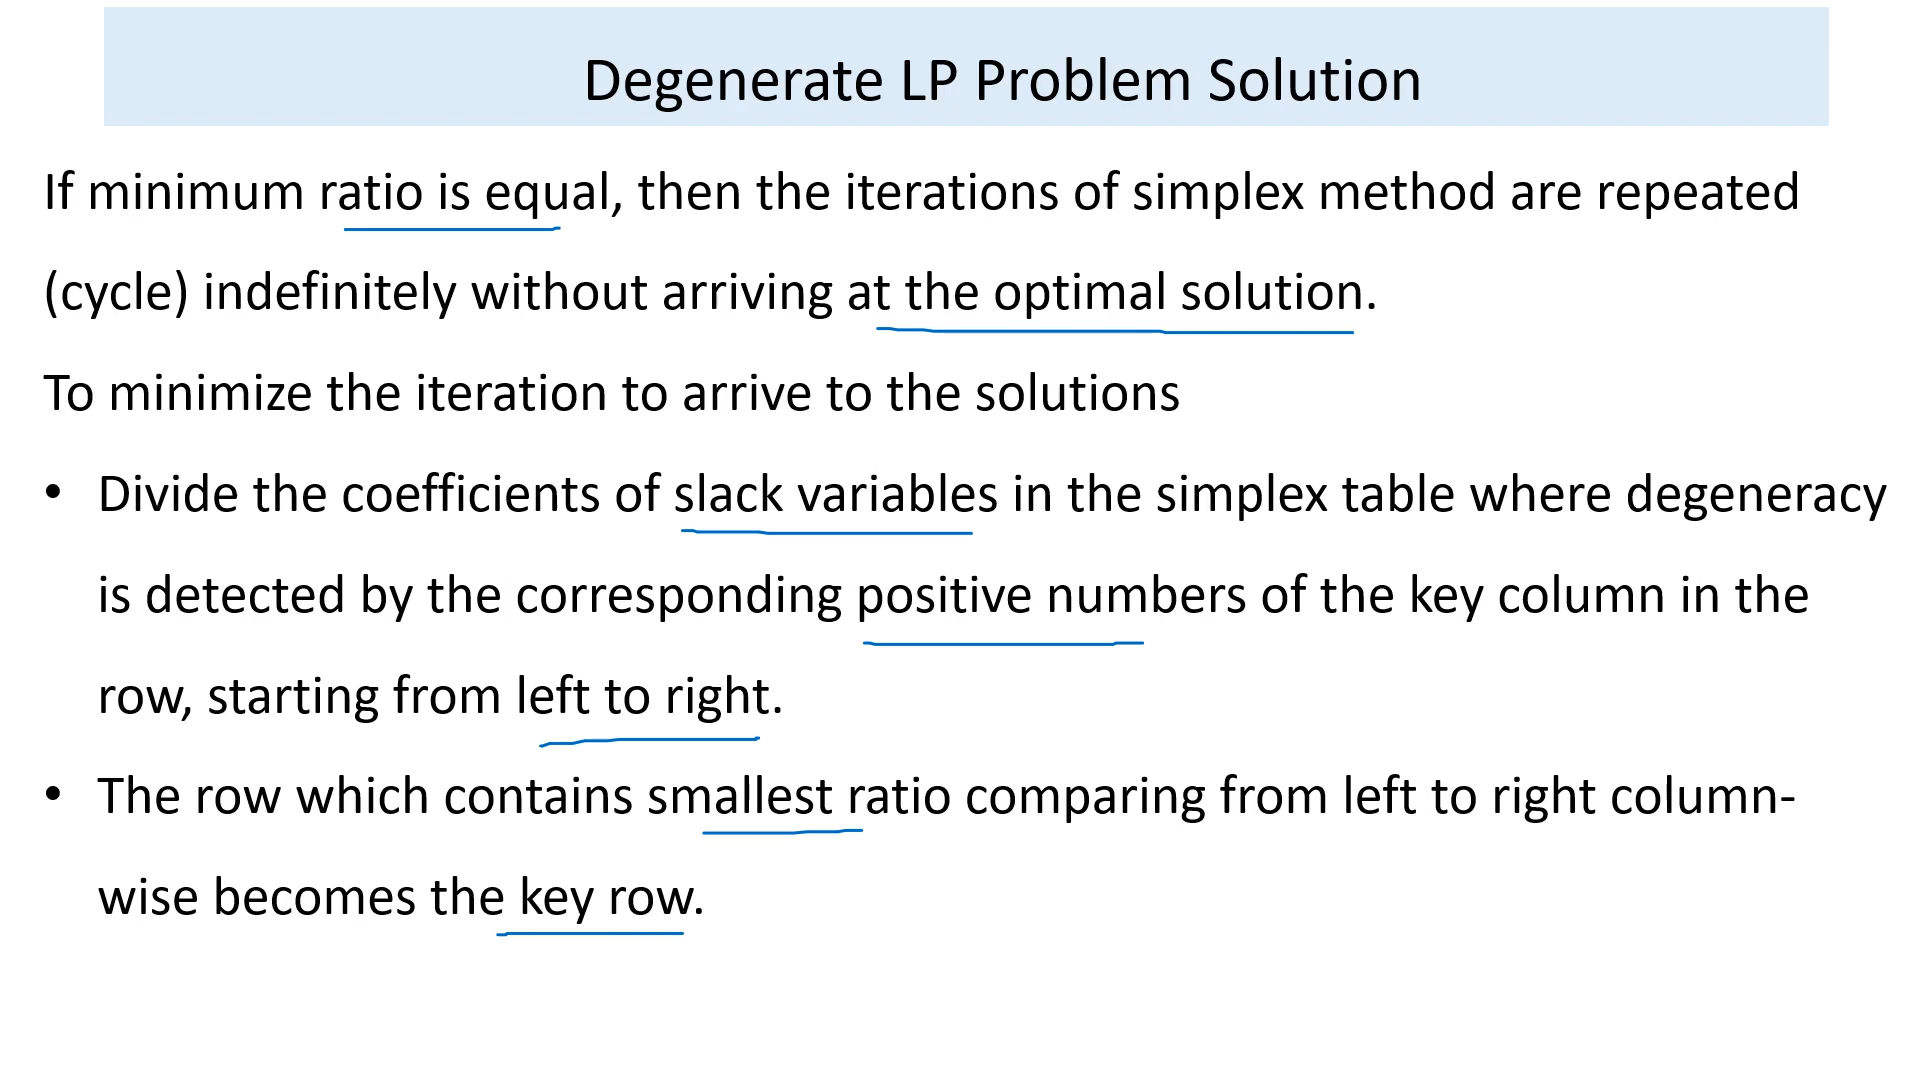 Degenerate LP Problem Solution
If minimum ratio is equal, then the iterations of simplex method are repeated
(cycle) indefinitely without arriving at the optimal solution.
To minimize the iteration to arrive to the solutions
• Divide the coefficients of slack variables in the simplex table where degeneracy
is detected by the corresponding positive numbers of the key column in the
row, starting from left to right.
• The row which contains smallest ratio comparing from left to right column-
wise becomes the key row.